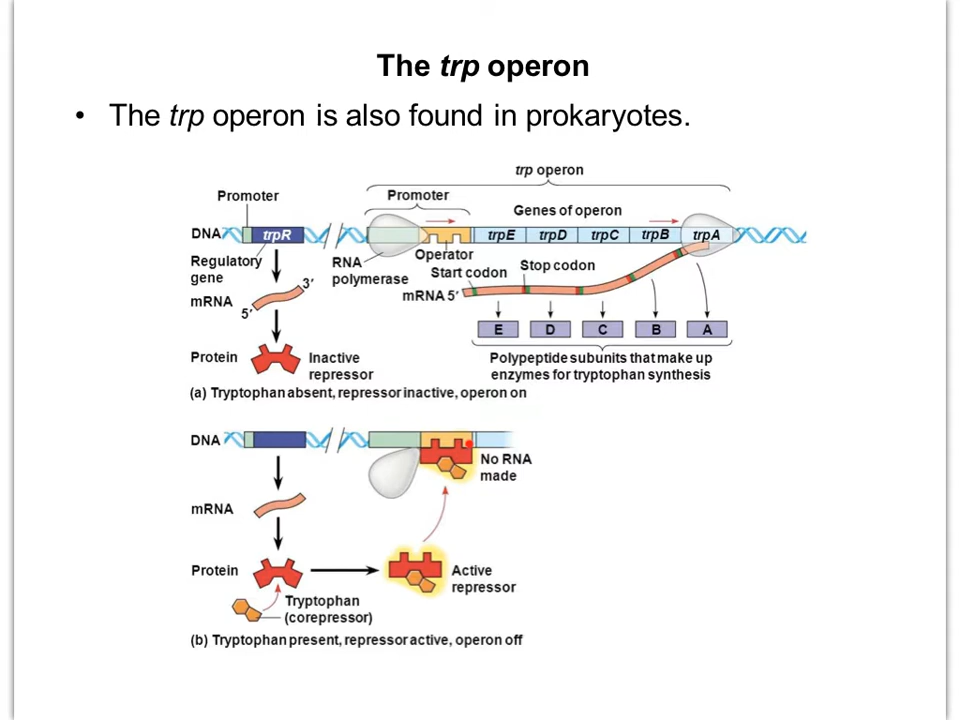 The trp operon
• The trp operon is also found in prokaryotes.
trp operon
Promoter
Promoter
Genes of operon
DNA
trpR
trpE
trpD
trpC
trpB
trpA
Regulatory
gene
RNA
polymerase
Operator
Start codon
Stop codon
mRNA
3′
5′
mRNA 5′
E
D
C
B
A
Protein
Inactive
repressor
Polypeptide subunits that make up
enzymes for tryptophan synthesis
(a) Tryptophan absent, repressor inactive, operon on
DNA
No RNA
made
mRNA
Protein
Active
repressor
Tryptophan
(corepressor)
(b) Tryptophan present, repressor active, operon off